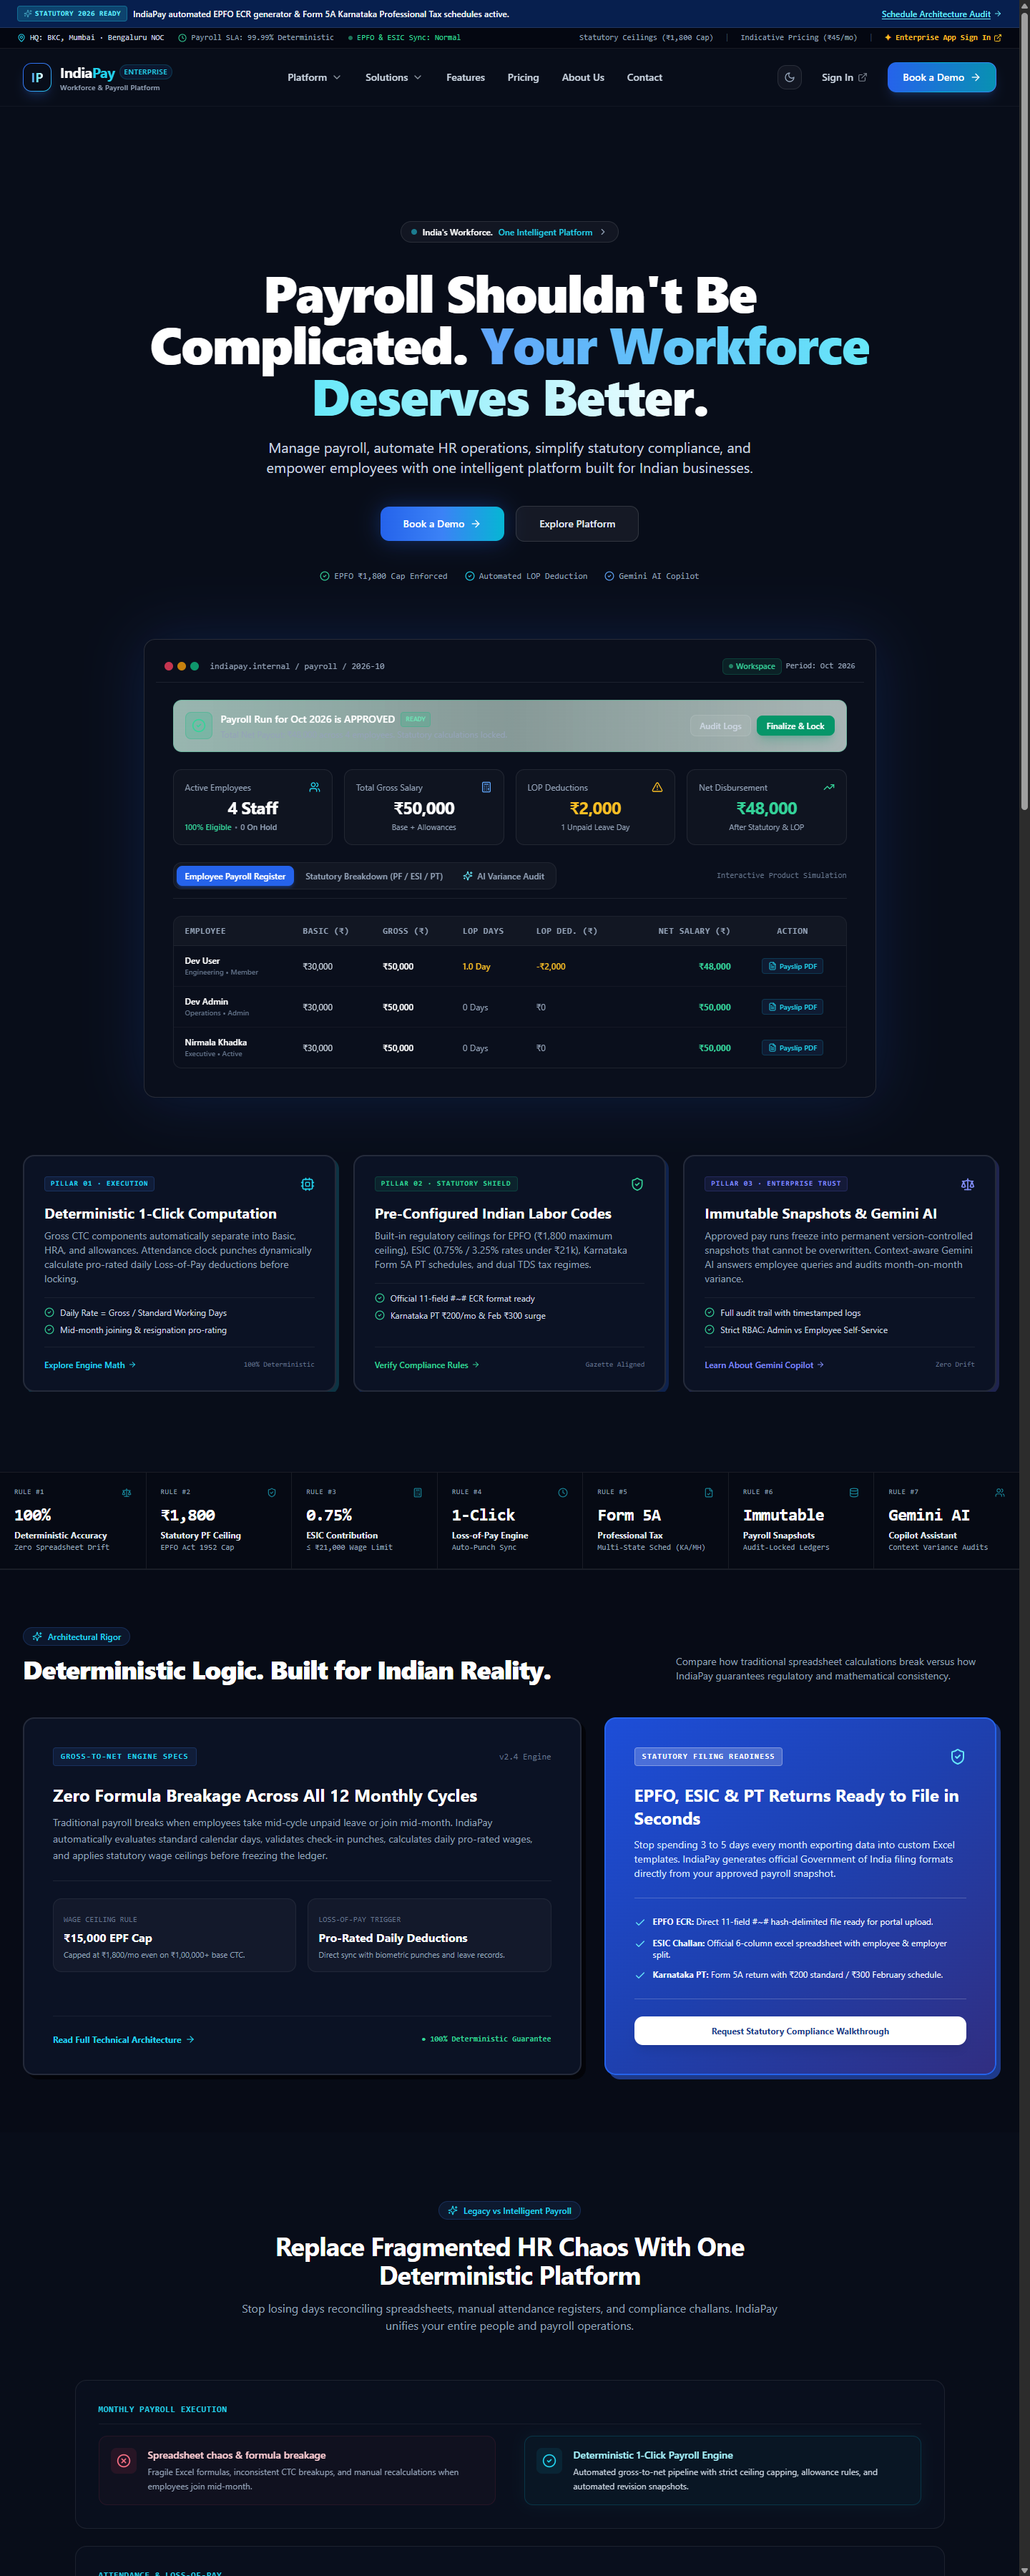 STATUTORY 2026 READY IndiaPay automated EPFO ECR generator & Form 5A Karnataka Professional Tax schedules active. Schedule Architecture Audit →
HQ: BKC, Mumbai · Bengaluru NOC Payroll SLA: 99.99% Deterministic EPFO & ESIC Sync: Normal Statutory Ceilings (₹1,800 Cap) | Indicative Pricing (₹45/mo) | ✦ Enterprise App Sign In
IP IndiaPay ENTERPRISE
Workforce & Payroll Platform
Platform Solutions Features Pricing About Us Contact Sign In Book a Demo →
India's Workforce. One Intelligent Platform
Payroll Shouldn't Be
Complicated. Your Workforce
Deserves Better.
Manage payroll, automate HR operations, simplify statutory compliance, and
empower employees with one intelligent platform built for Indian businesses.
Book a Demo → Explore Platform
EPFO ₹1,800 Cap Enforced Automated LOP Deduction Gemini AI Copilot
indiapay.internal / payroll / 2026-10 Workspace Period: Oct 2026
Payroll Run for Oct 2026 is APPROVED READY
Audit Logs Finalize & Lock
Active Employees Total Gross Salary LOP Deductions Net Disbursement
4 Staff ₹50,000 ₹2,000 ₹48,000
100% Eligible • 0 On Hold Base + Allowances 1 Unpaid Leave Day After Statutory & LOP
Employee Payroll Register Statutory Breakdown (PF / ESI / PT) AI Variance Audit Interactive Product Simulation
EMPLOYEE BASIC (₹) GROSS (₹) LOP DAYS LOP DED. (₹) NET SALARY (₹) ACTION
Dev User
Engineering • Member
₹30,000 ₹50,000 1.0 Day -₹2,000 ₹48,000 Payslip PDF
Dev Admin
Operations • Admin
₹30,000 ₹50,000 0 Days ₹0 ₹50,000 Payslip PDF
Nirmala Khadka
Executive • Active
₹30,000 ₹50,000 0 Days ₹0 ₹50,000 Payslip PDF
PILLAR 01 · EXECUTION
Deterministic 1-Click Computation
Gross CTC components automatically separate into Basic,
HRA, and allowances. Attendance clock punches dynamically
calculate pro-rated daily Loss-of-Pay deductions before
locking.
Daily Rate = Gross / Standard Working Days
Mid-month joining & resignation pro-rating
Explore Engine Math → 100% Deterministic
PILLAR 02 · STATUTORY SHIELD
Pre-Configured Indian Labor Codes
Built-in regulatory ceilings for EPFO (₹1,800 maximum
ceiling), ESIC (0.75% / 3.25% rates under ₹21k), Karnataka
Form 5A PT schedules, and dual TDS tax regimes.
Official 11-field #~# ECR format ready
Karnataka PT ₹200/mo & Feb ₹300 surge
Verify Compliance Rules → Gazette Aligned
PILLAR 03 · ENTERPRISE TRUST
Immutable Snapshots & Gemini AI
Approved pay runs freeze into permanent version-controlled
snapshots that cannot be overwritten. Context-aware Gemini
AI answers employee queries and audits month-on-month
variance.
Full audit trail with timestamped logs
Strict RBAC: Admin vs Employee Self-Service
Learn About Gemini Copilot → Zero Drift
RULE #1 RULE #2 RULE #3 RULE #4 RULE #5 RULE #6 RULE #7
100% ₹1,800 0.75% 1-Click Form 5A Immutable Gemini AI
Deterministic Accuracy Statutory PF Ceiling ESIC Contribution Loss-of-Pay Engine Professional Tax Payroll Snapshots Copilot Assistant
Zero Spreadsheet Drift EPFO Act 1952 Cap ≤ ₹21,000 Wage Limit Auto-Punch Sync Multi-State Sched (KA/MH) Audit-Locked Ledgers Context Variance Audits
Architectural Rigor
Deterministic Logic. Built for Indian Reality.
Compare how traditional spreadsheet calculations break versus how
IndiaPay guarantees regulatory and mathematical consistency.
GROSS-TO-NET ENGINE SPECS v2.4 Engine
Zero Formula Breakage Across All 12 Monthly Cycles
Traditional payroll breaks when employees take mid-cycle unpaid leave or join mid-month. IndiaPay
automatically evaluates standard calendar days, validates check-in punches, calculates daily pro-rated wages,
and applies statutory wage ceilings before freezing the ledger.
WAGE CEILING RULE
₹15,000 EPF Cap
Capped at ₹1,800/mo even on ₹1,00,000+ base CTC.
LOSS-OF-PAY TRIGGER
Pro-Rated Daily Deductions
Direct sync with biometric punches and leave records.
Read Full Technical Architecture → ● 100% Deterministic Guarantee
STATUTORY FILING READINESS
EPFO, ESIC & PT Returns Ready to File in
Seconds
Stop spending 3 to 5 days every month exporting data into custom Excel
templates. IndiaPay generates official Government of India filing formats
directly from your approved payroll snapshot.
EPFO ECR: Direct 11-field #~# hash-delimited file ready for portal upload.
ESIC Challan: Official 6-column excel spreadsheet with employee & employer
split.
Karnataka PT: Form 5A return with ₹200 standard / ₹300 February schedule.
Request Statutory Compliance Walkthrough
Legacy vs Intelligent Payroll
Replace Fragmented HR Chaos With One
Deterministic Platform
Stop losing days reconciling spreadsheets, manual attendance registers, and compliance challans. IndiaPay
unifies your entire people and payroll operations.
MONTHLY PAYROLL EXECUTION
Spreadsheet chaos & formula breakage
Fragile Excel formulas, inconsistent CTC breakups, and manual recalculations when
employees join mid-month.
Deterministic 1-Click Payroll Engine
Automated gross-to-net pipeline with strict ceiling capping, allowance rules, and
automated revision snapshots.
ATTENDANCE & LOSS-OF-PAY